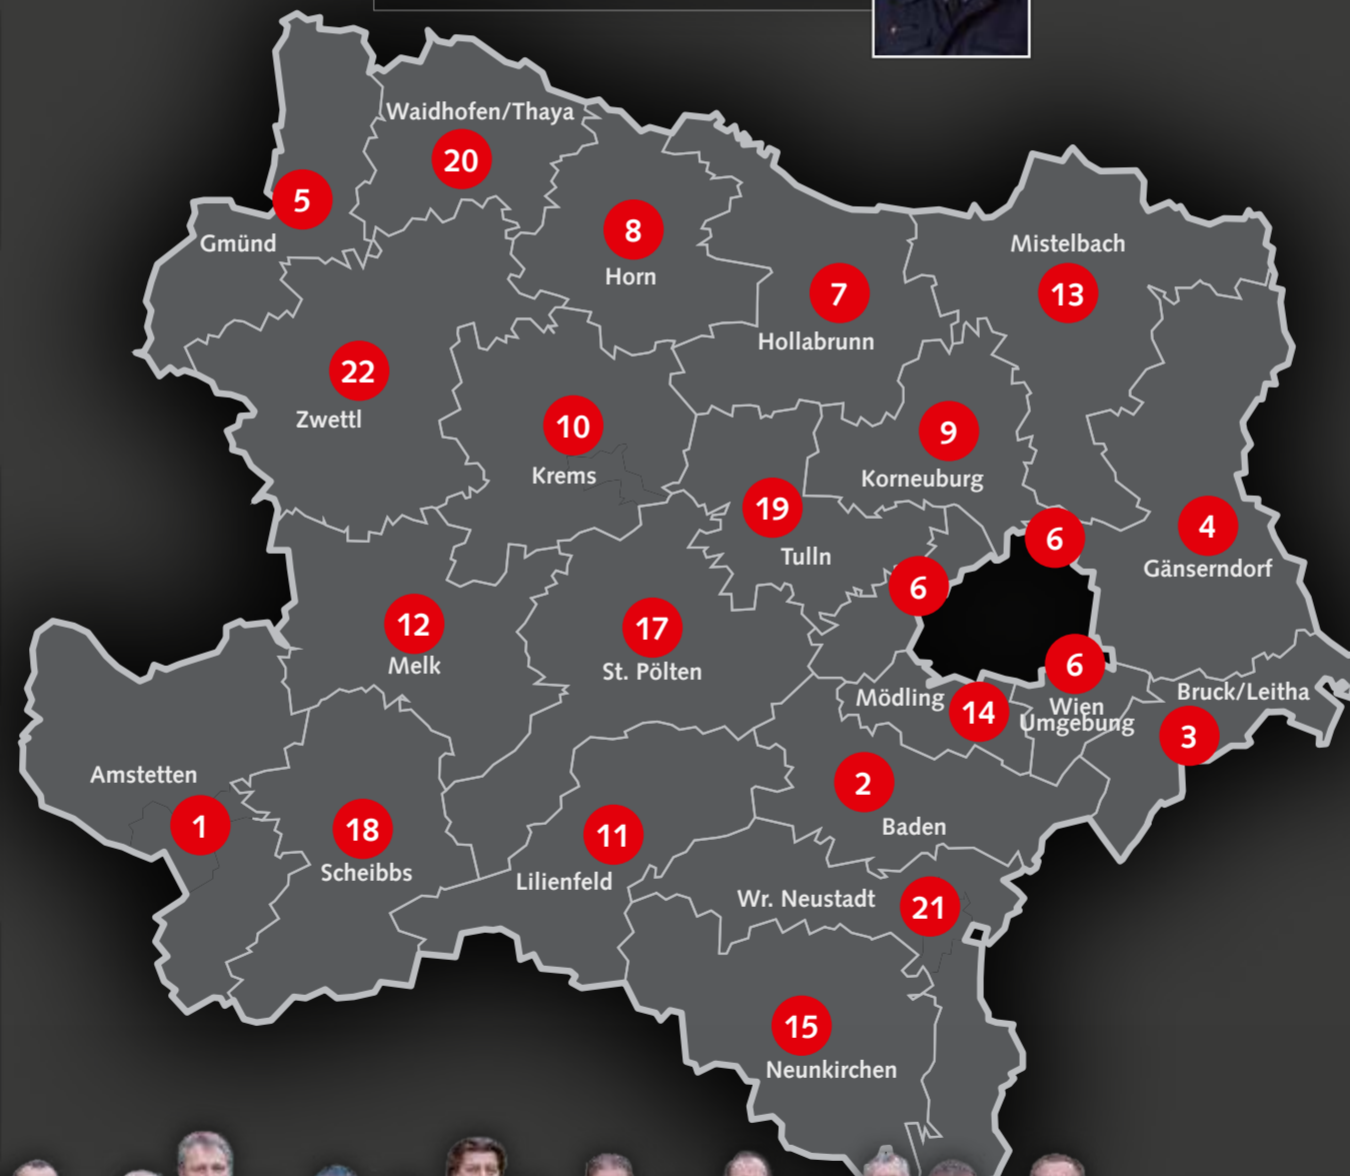 Waidhofen/Thaya
20
5
Gmünd
8
Horn
Mistelbach
13
7
Hollabrunn
22
Zwettl
10
Krems
9
Korneuburg
19
Tulln
4
Gänserndorf
6
6
12
Melk
17
St. Pölten
6
Wien
Umgebung
Mödling
14
Bruck/Leitha
3
Amstetten
1
18
Scheibbs
11
Lilienfeld
2
Baden
Wr. Neustadt
21
15
Neunkirchen